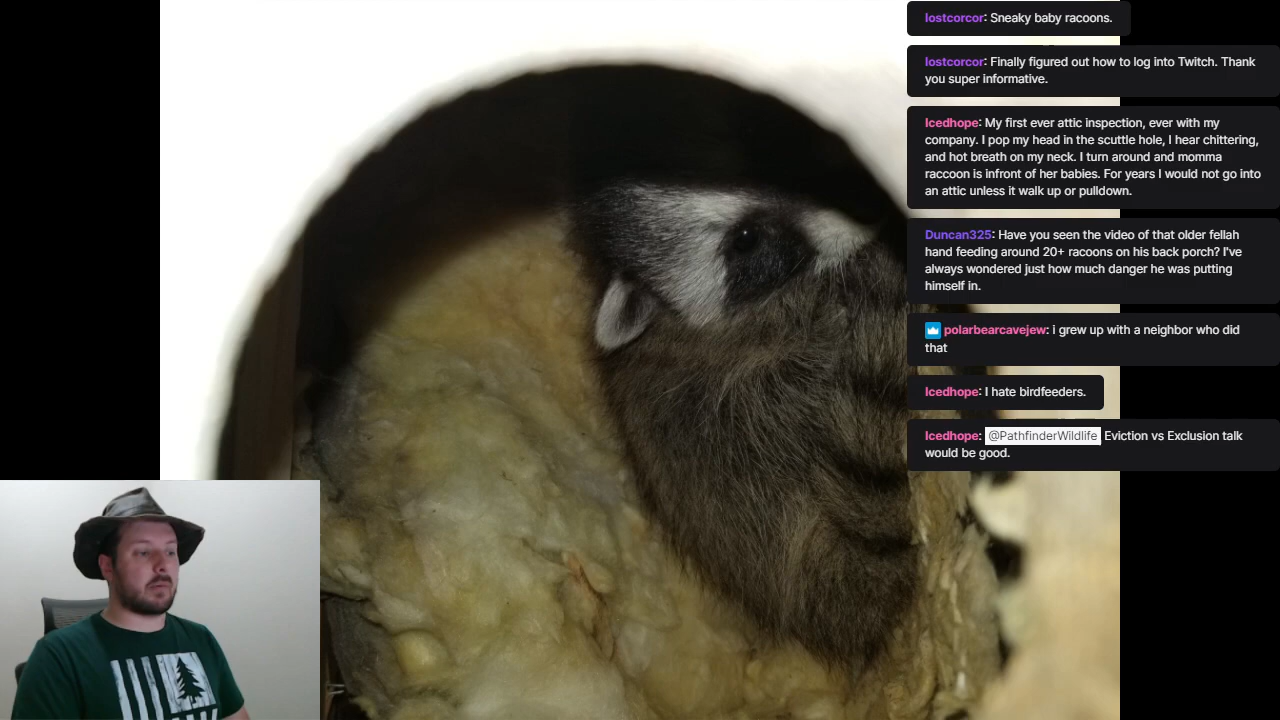 lostcorcor: Sneaky baby racoons.
lostcorcor: Finally figured out how to log into Twitch. Thank
you super informative.
Icedhope: My first ever attic inspection, ever with my
company. I pop my head in the scuttle hole, I hear chittering,
and hot breath on my neck. I turn around and momma
raccoon is infront of her babies. For years I would not go into
an attic unless it walk up or pulldown.
Duncan325: Have you seen the video of that older fellah
hand feeding around 20+ racoons on his back porch? I've
always wondered just how much danger he was putting
himself in.
polarbearcavejew: i grew up with a neighbor who did
that
Icedhope: I hate birdfeeders.
Icedhope: @PathfinderWildlife Eviction vs Exclusion talk
would be good.